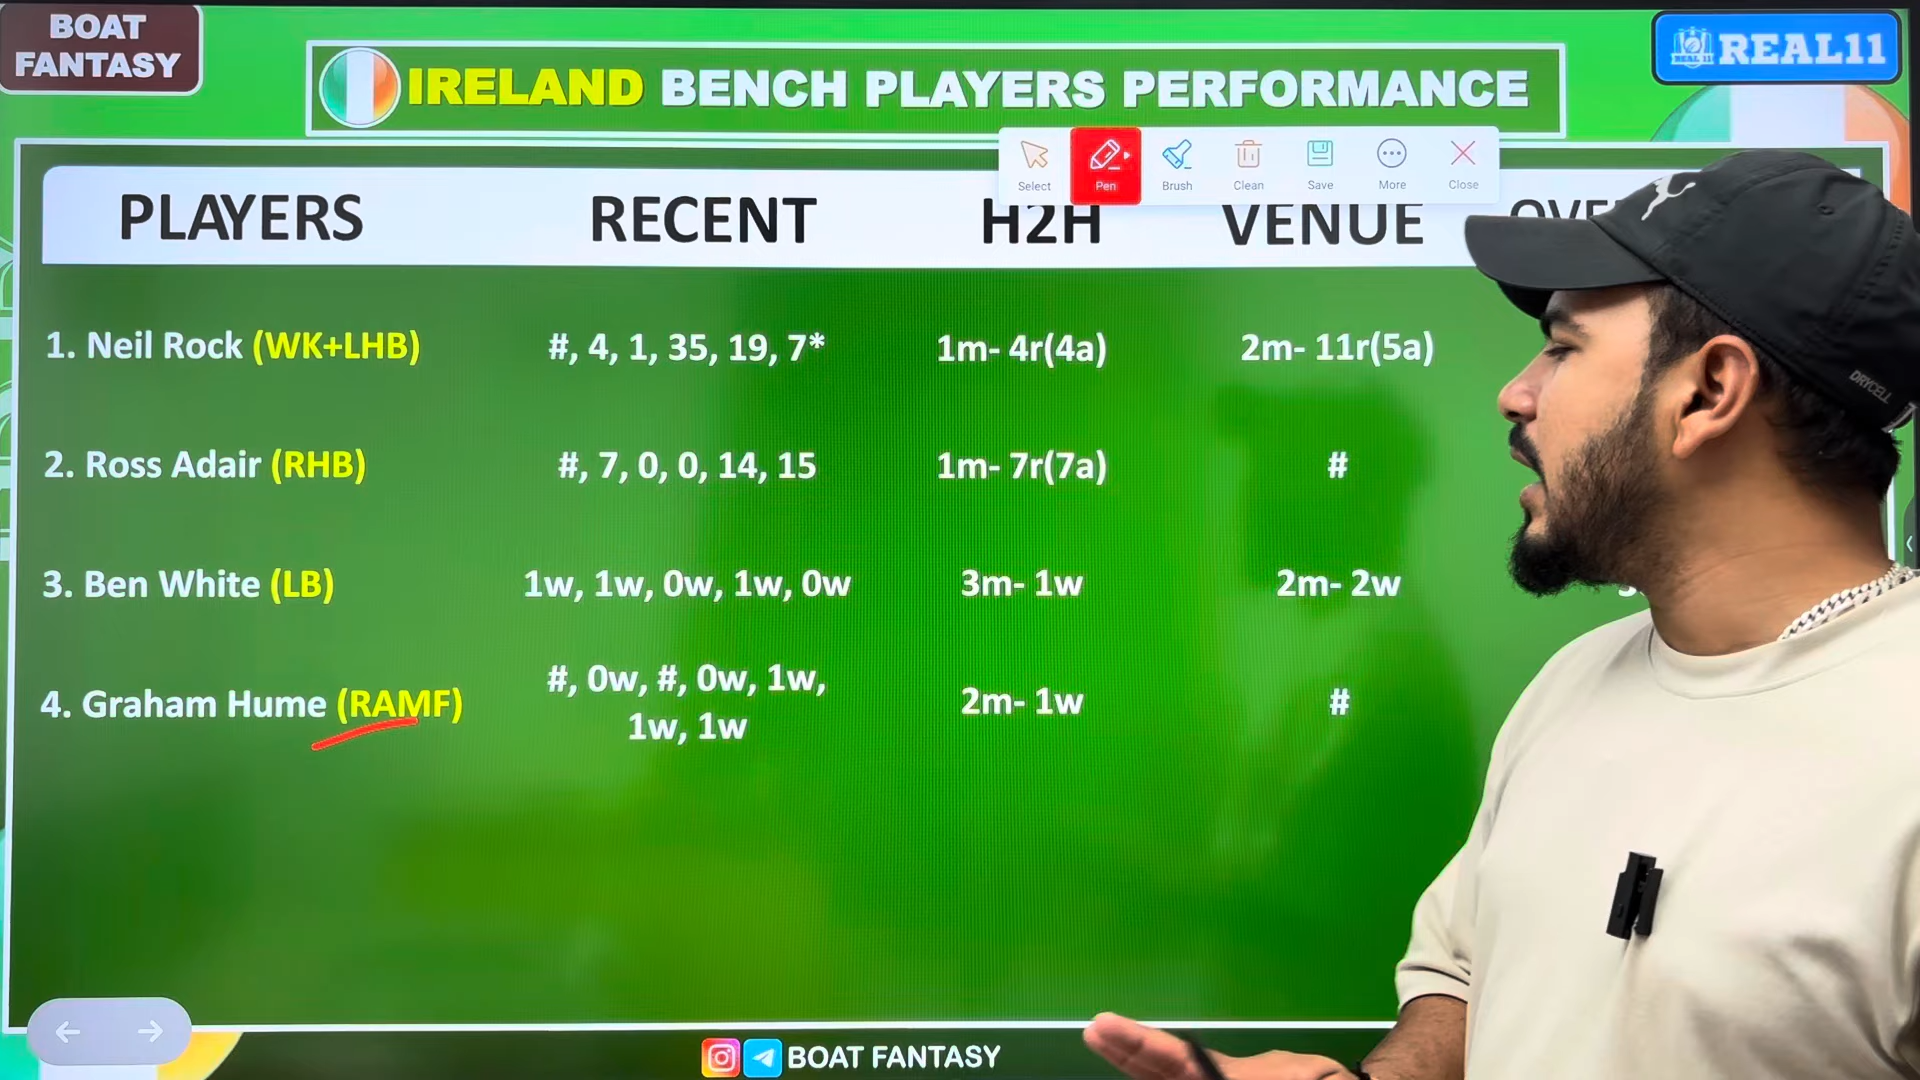 BOAT
FANTASY
IRELAND BENCH PLAYERS PERFORMANCE
REAL 11
REAL11
Select
Pen
Brush
Clean
Save
More
Close
PLAYERS RECENT H2H VENUE
1. Neil Rock (WK+LHB) #, 4, 1, 35, 19, 7* 1m- 4r(4a) 2m- 11r(5a)
2. Ross Adair (RHB) #, 7, 0, 0, 14, 15 1m- 7r(7a) #
3. Ben White (LB) 1w, 1w, 0w, 1w, 0w 3m- 1w 2m- 2w
4. Graham Hume (RAMF) #, 0w, #, 0w, 1w,
1w, 1w 2m- 1w #
DRYCELL
BOAT FANTASY